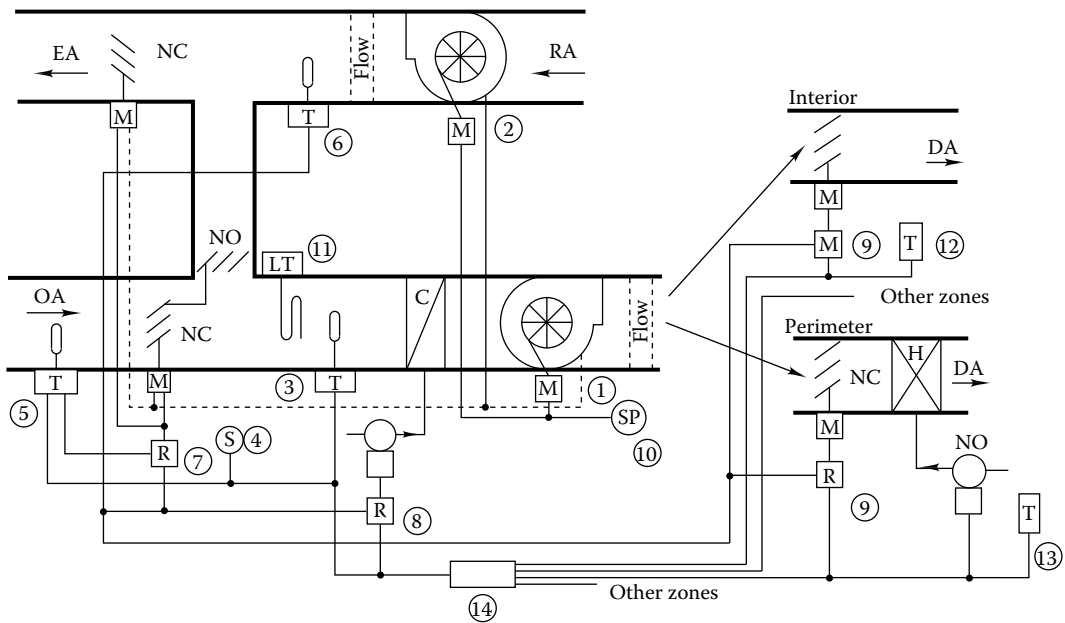 EA
NC
Flow
RA
M
T
6
M
2
Interior
DA
M
M
9
T
12
NO
11
LT
OA
NC
C
Flow
Other zones
Perimeter
NC
H
DA
T
5
M
3
T
M
1
SP
10
S
4
R
7
R
8
M
R
9
NO
T
13
14
Other zones